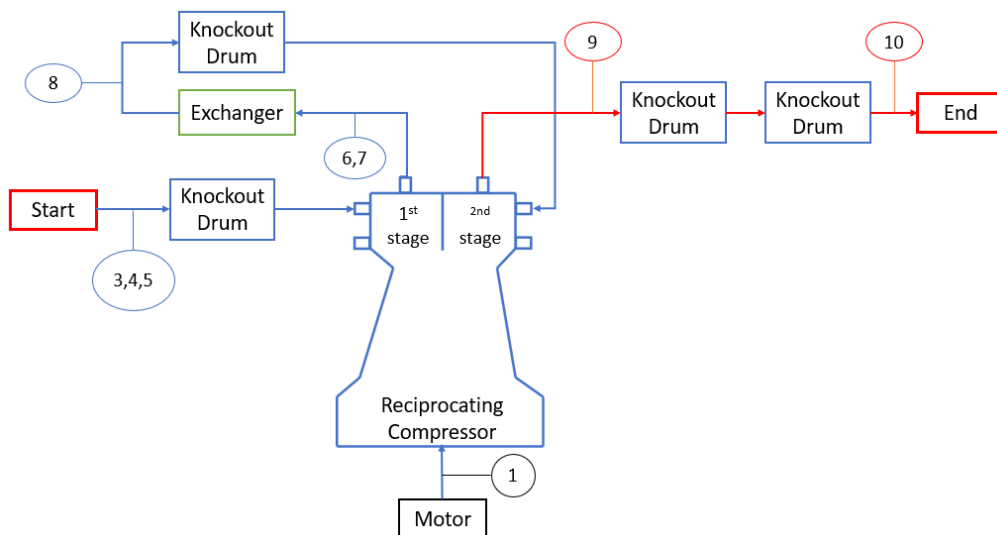 Knockout
Drum
9
10
8
Exchanger
Knockout
Drum
Knockout
Drum
End
6,7
Start
Knockout
Drum
1st
stage
2nd
stage
3,4,5
Reciprocating
Compressor
1
Motor